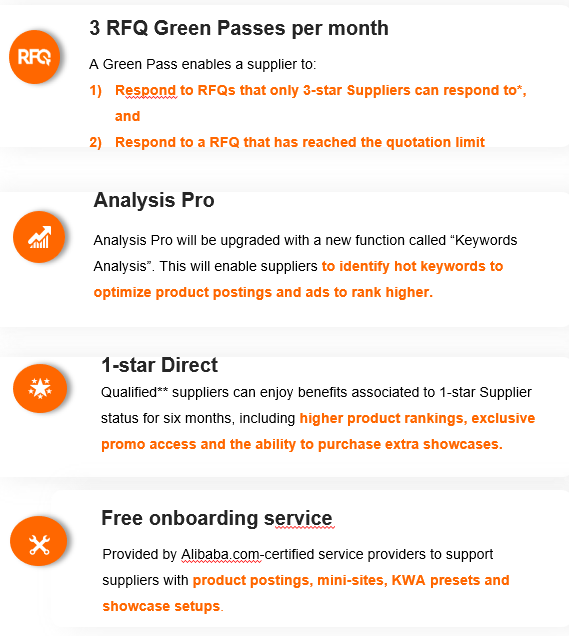 RFQ
3 RFQ Green Passes per month
A Green Pass enables a supplier to:
1) Respond to RFQs that only 3-star Suppliers can respond to*,
and
2) Respond to a RFQ that has reached the quotation limit
Analysis Pro
Analysis Pro will be upgraded with a new function called “Keywords
Analysis”. This will enable suppliers to identify hot keywords to
optimize product postings and ads to rank higher.
1-star Direct
Qualified** suppliers can enjoy benefits associated to 1-star Supplier
status for six months, including higher product rankings, exclusive
promo access and the ability to purchase extra showcases.
Free onboarding service
Provided by Alibaba.com-certified service providers to support
suppliers with product postings, mini-sites, KWA presets and
showcase setups.